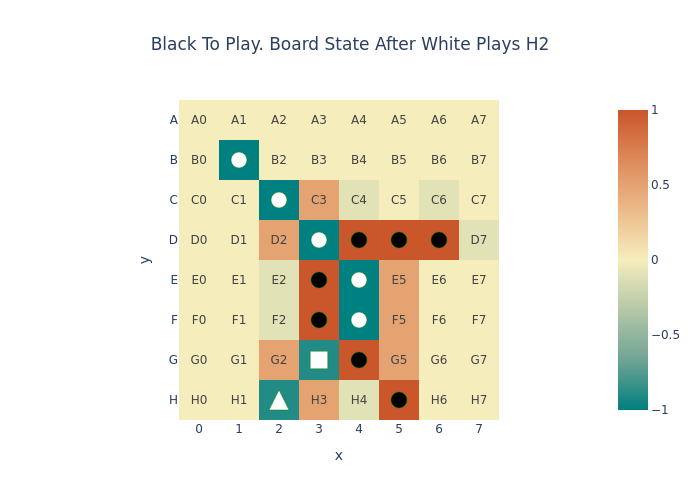 Black To Play. Board State After White Plays H2
A A0 A1 A2 A3 A4 A5 A6 A7
B B0 B2 B3 B4 B5 B6 B7
C C0 C1 C3 C4 C5 C6 C7
D D0 D1 D2 D7
E E0 E1 E2 E5 E6 E7
F F0 F1 F2 F5 F6 F7
G G0 G1 G2 G5 G6 G7
H H0 H1 H3 H4 H6 H7
0 1 2 3 4 5 6 7
x
y
1
0.5
0
−0.5
−1